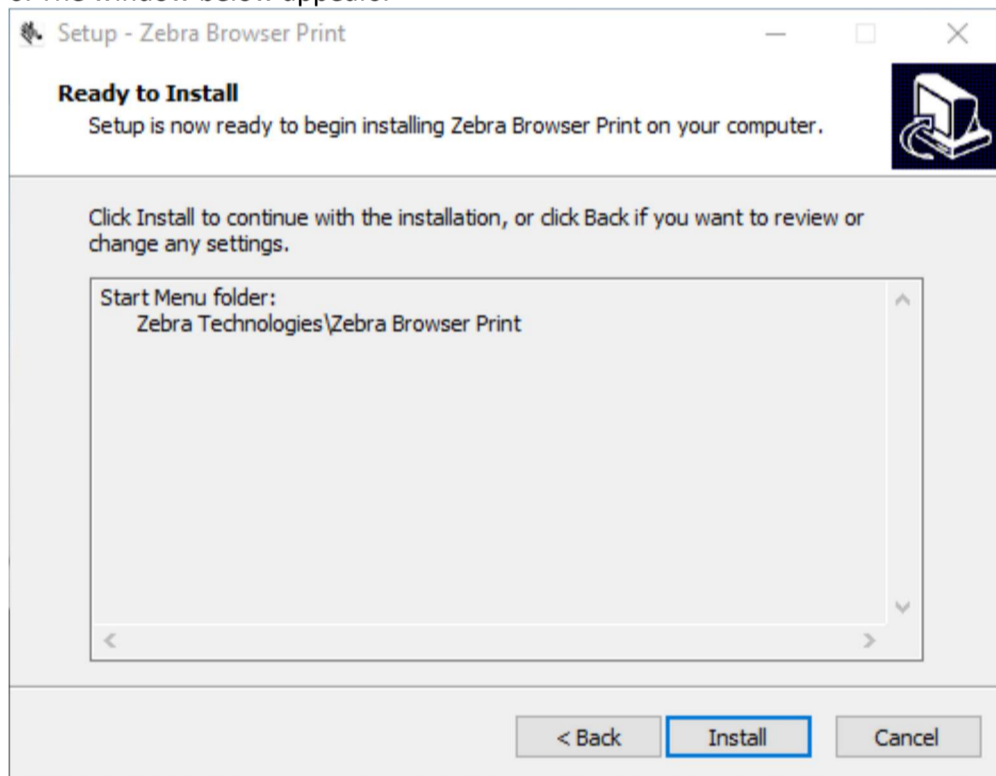 Setup - Zebra Browser Print
Ready to Install
Setup is now ready to begin installing Zebra Browser Print on your computer.
Click Install to continue with the installation, or click Back if you want to review or
change any settings.
Start Menu folder:
Zebra Technologies\Zebra Browser Print
< Back
Install
Cancel